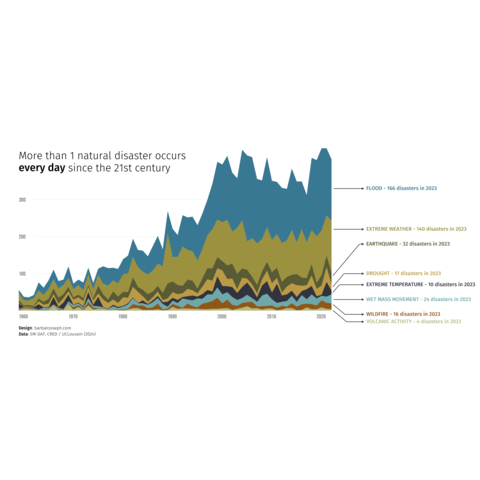 More than 1 natural disaster occurs
every day since the 21st century
300
200
100
1960
1970
1980
1990
2000
2010
2020
FLOOD - 166 disasters in 2023
EXTREME WEATHER - 140 disasters in 2023
EARTHQUAKE - 32 disasters in 2023
DROUGHT - 17 disasters in 2023
EXTREME TEMPERATURE - 10 disasters in 2023
WET MASS MOVEMENT - 24 disasters in 2023
WILDFIRE - 16 disasters in 2023
VOLCANIC ACTIVITY - 4 disasters in 2023
Design: barbaroseph.com
Data: EM-DAT, CRED / UCLouvain (2024)